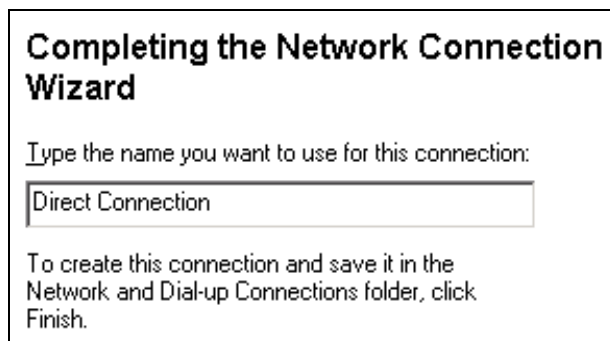 Completing the Network Connection
Wizard
Type the name you want to use for this connection:
Direct Connection
To create this connection and save it in the
Network and Dial-up Connections folder, click
Finish.